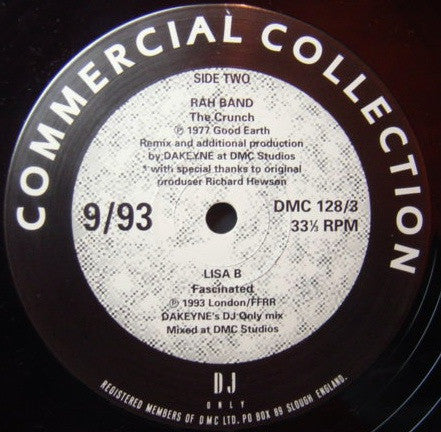 COMMERCIAL COLLECTION
SIDE TWO
RAH BAND
The Crunch
℗ 1977 Good Earth
Remix and additional production
by DAKEYNE at DMC Studios
* with special thanks to original
producer Richard Hewson
9/93
DMC 128/3
33⅓ RPM
LISA B
Fascinated
℗ 1993 London/FFRR
DAKEYNE's DJ Only mix
Mixed at DMC Studios
DJ
ONLY
REGISTERED MEMBERS OF DMC LTD. PO BOX 89 SLOUGH ENGLAND.